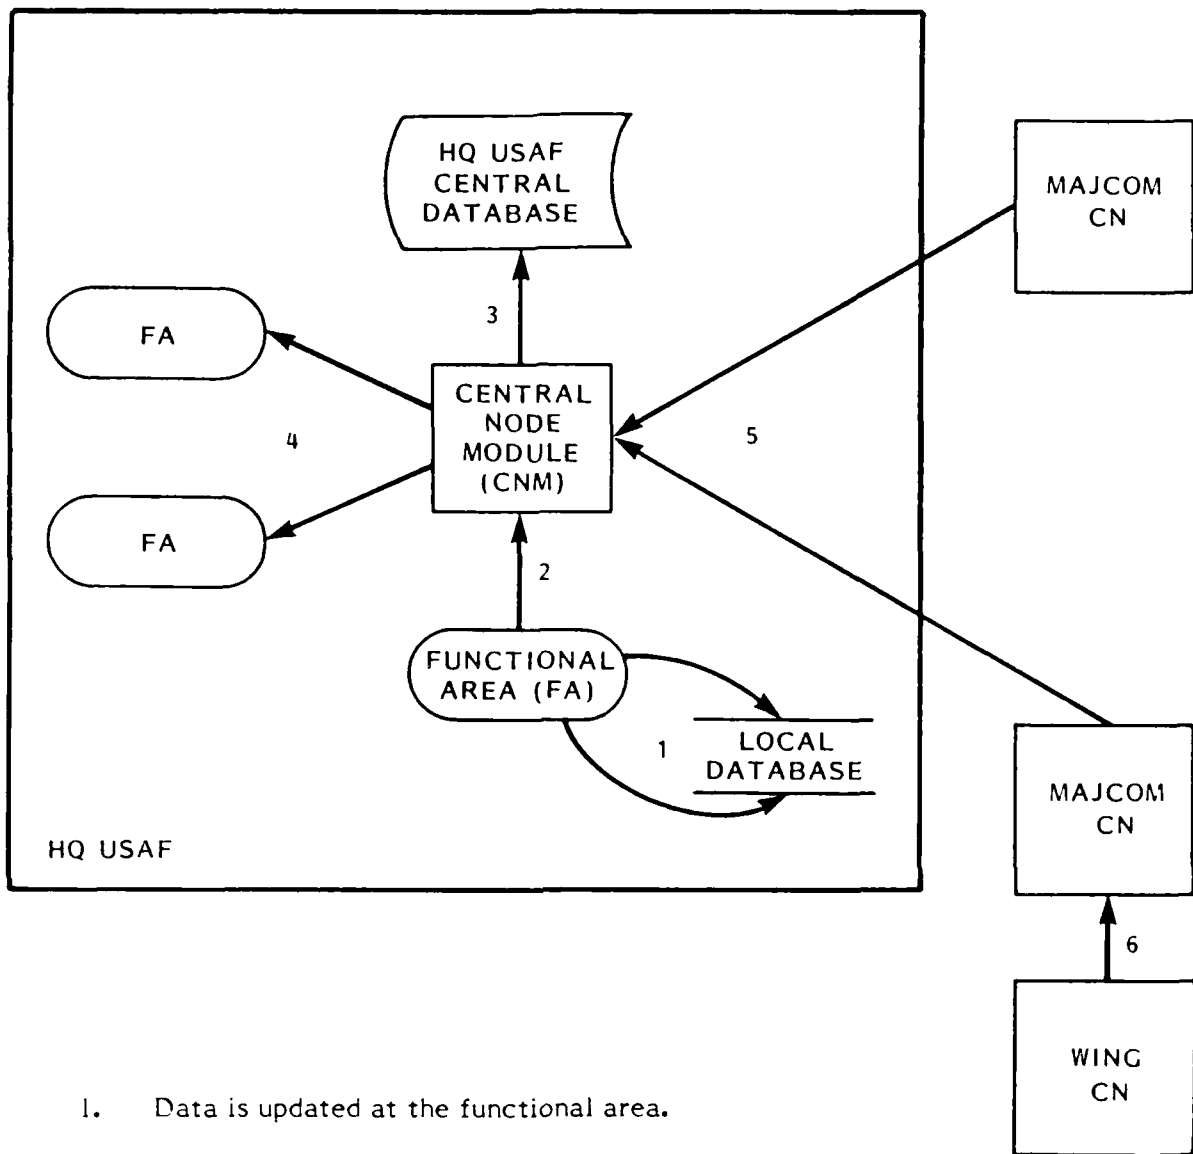 HQ USAF
CENTRAL
DATABASE
MAJCOM
CN
3
FA
CENTRAL
NODE
MODULE
(CNM)
4
5
FA
2
FUNCTIONAL
AREA (FA)
1
LOCAL
DATABASE
MAJCOM
CN
HQ USAF
6
WING
CN
1. Data is updated at the functional area.